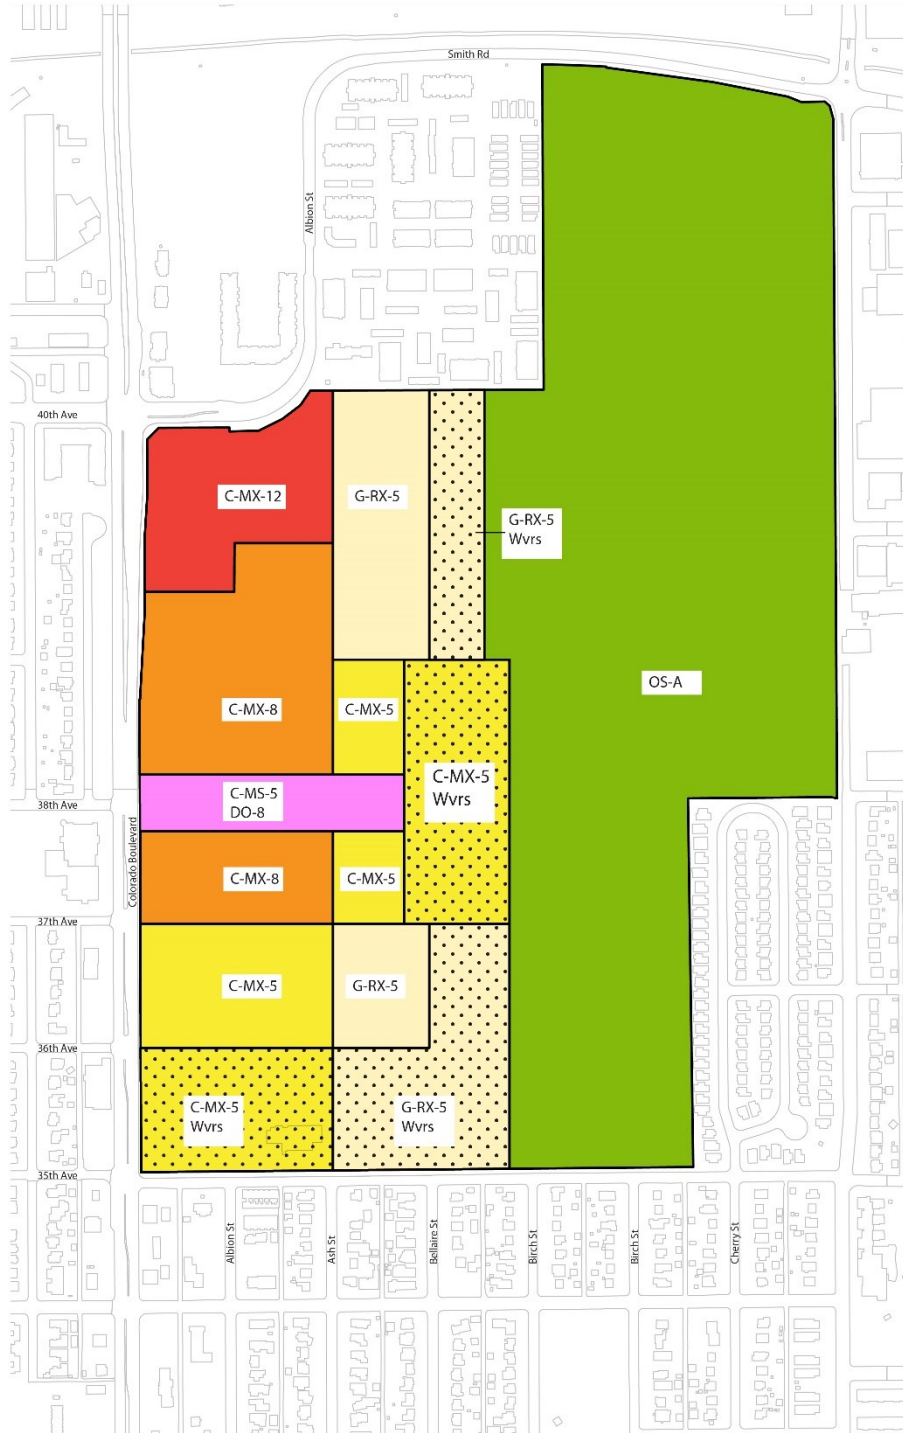 Smith Rd
Albion St
40th Ave
C-MX-12
G-RX-5
G-RX-5
Wvrs
OS-A
C-MX-8
C-MX-5
C-MX-5
Wvrs
C-MS-5
DO-8
38th Ave
Colorado Boulevard
C-MX-8
C-MX-5
37th Ave
C-MX-5
G-RX-5
36th Ave
C-MX-5
Wvrs
G-RX-5
Wvrs
35th Ave
Albion St
Ash St
Bellaire St
Birch St
Birch St
Cherry St